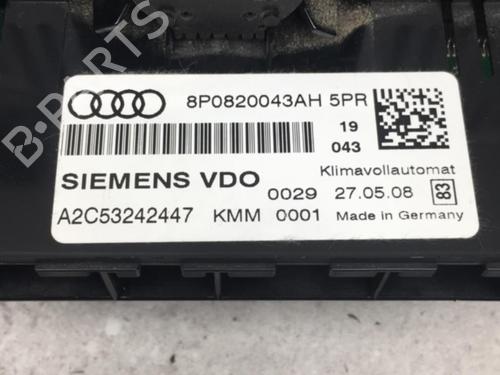 B-PARTS
8P0820043AH 5PR
19
043
Klimavollautomat
SIEMENS VDO
0029 27.05.08 83
A2C53242447 KMM 0001 Made in Germany